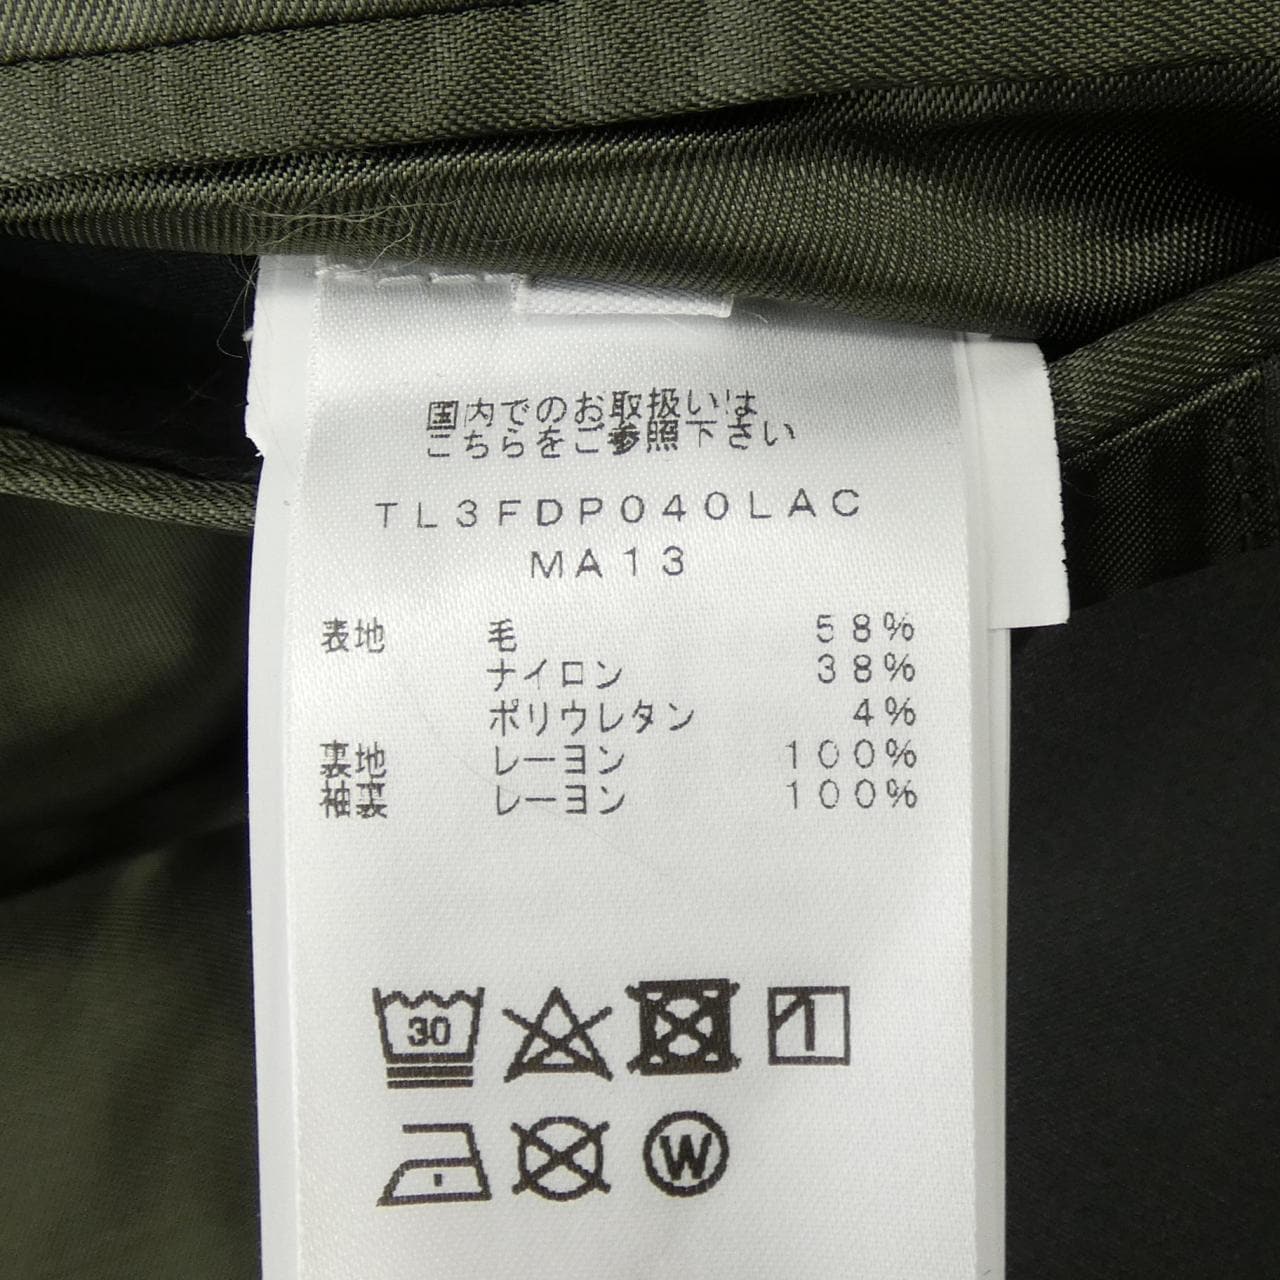 国内でのお取扱いは
こちらをご参照下さい
TL3FDP040LAC
MA13
表地 毛 58%
ナイロン 38%
ポリウレタン 4%
裏地 レーヨン 100%
袖裏 レーヨン 100%
30
W